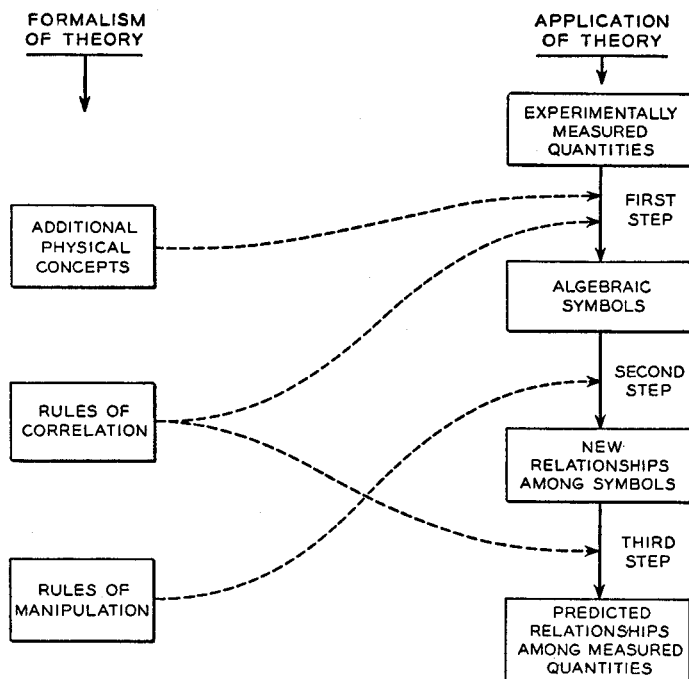 FORMALISM
OF THEORY
APPLICATION
OF THEORY
EXPERIMENTALLY
MEASURED
QUANTITIES
FIRST
STEP
ADDITIONAL
PHYSICAL
CONCEPTS
ALGEBRAIC
SYMBOLS
SECOND
STEP
RULES OF
CORRELATION
NEW
RELATIONSHIPS
AMONG SYMBOLS
THIRD
STEP
RULES OF
MANIPULATION
PREDICTED
RELATIONSHIPS
AMONG MEASURED
QUANTITIES